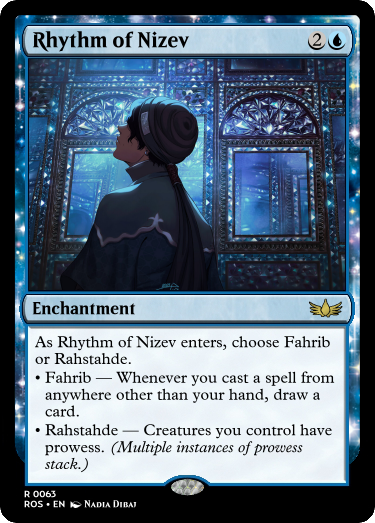 Rhythm of Nizev 2
Enchantment
As Rhythm of Nizev enters, choose Fahrib
or Rahstahde.
• Fahrib — Whenever you cast a spell from
anywhere other than your hand, draw a
card.
• Rahstahde — Creatures you control have
prowess. (Multiple instances of prowess
stack.)
R 0063
ROS • EN Nadia Dibaj